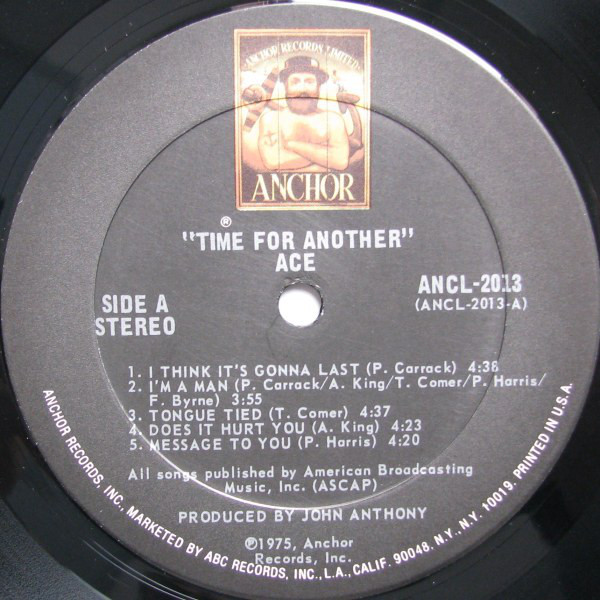 ANCHOR RECORDS LIMITED
ANCHOR
®
"TIME FOR ANOTHER"
ACE
SIDE A
STEREO
ANCL-2013
(ANCL-2013-A)
1. I THINK IT'S GONNA LAST (P. Carrack) 4:38
2. I'M A MAN (P. Carrack/A. King/T. Comer/P. Harris/
F. Byrne) 3:55
3. TONGUE TIED (T. Comer) 4:37
4. DOES IT HURT YOU (A. King) 4:23
5. MESSAGE TO YOU (P. Harris) 4:20
All songs published by American Broadcasting
Music, Inc. (ASCAP)
PRODUCED BY JOHN ANTHONY
℗1975, Anchor
Records, Inc.
ANCHOR RECORDS, INC., MARKETED BY ABC RECORDS, INC., L.A., CALIF. 90048. N.Y., N.Y. 10019. PRINTED IN U.S.A.